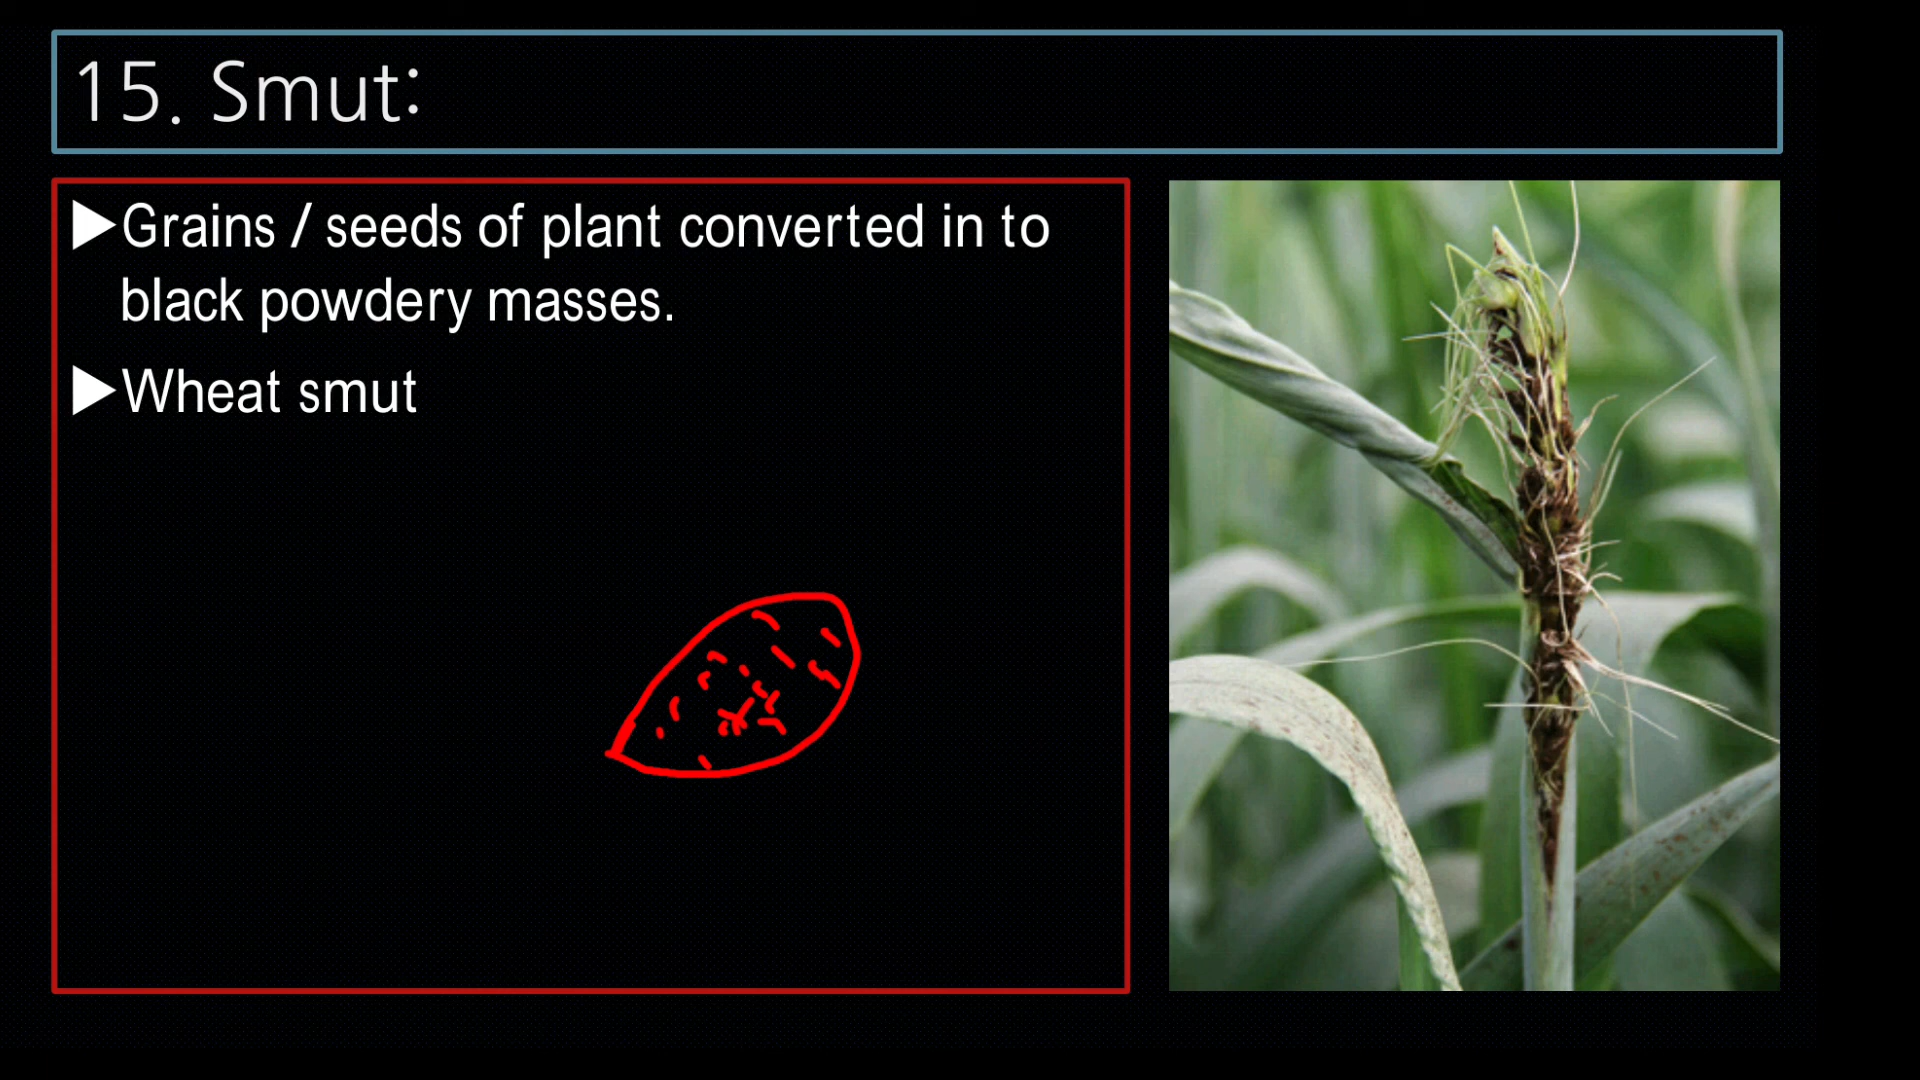 15. Smut:
▶Grains / seeds of plant converted in to
black powdery masses.
▶Wheat smut